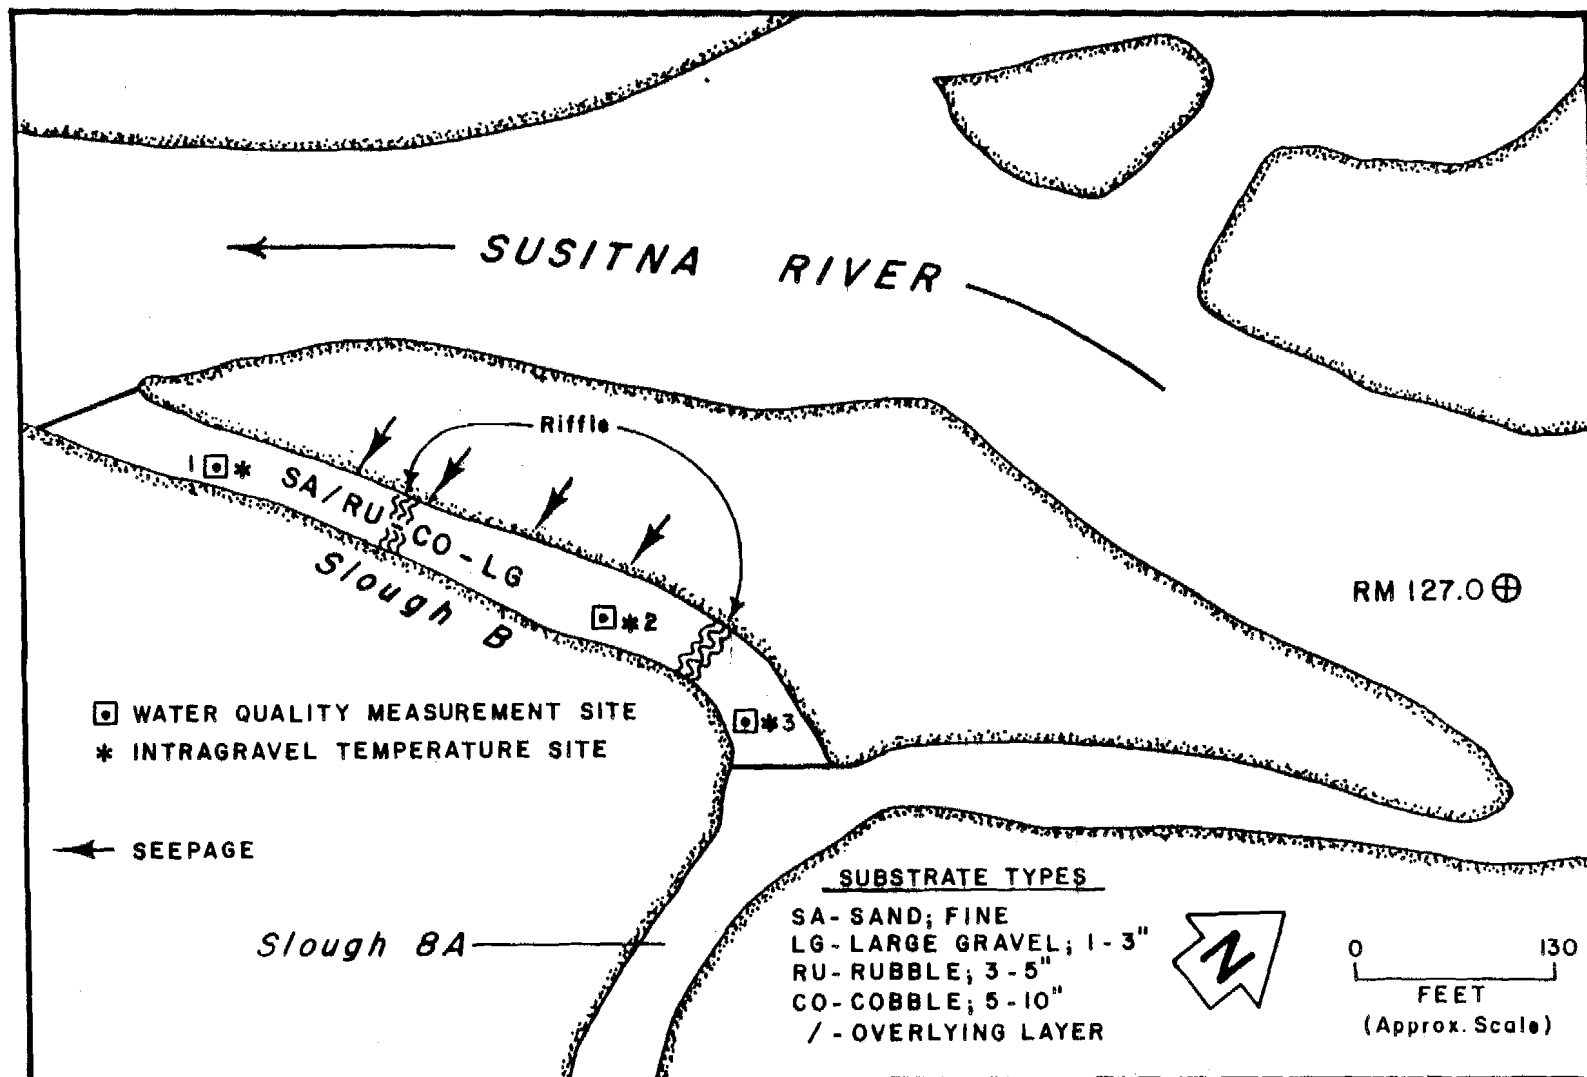 SUSITNA RIVER
Riffle
1
SA/RU-CO-LG
Slough B
2
RM 127.0
3
WATER QUALITY MEASUREMENT SITE
* INTRAGRAVEL TEMPERATURE SITE
SEEPAGE
Slough 8A
SUBSTRATE TYPES
SA-SAND; FINE
LG-LARGE GRAVEL; 1-3"
RU-RUBBLE; 3-5"
CO-COBBLE; 5-10"
/-OVERLYING LAYER
N
0 130
FEET
(Approx. Scale)